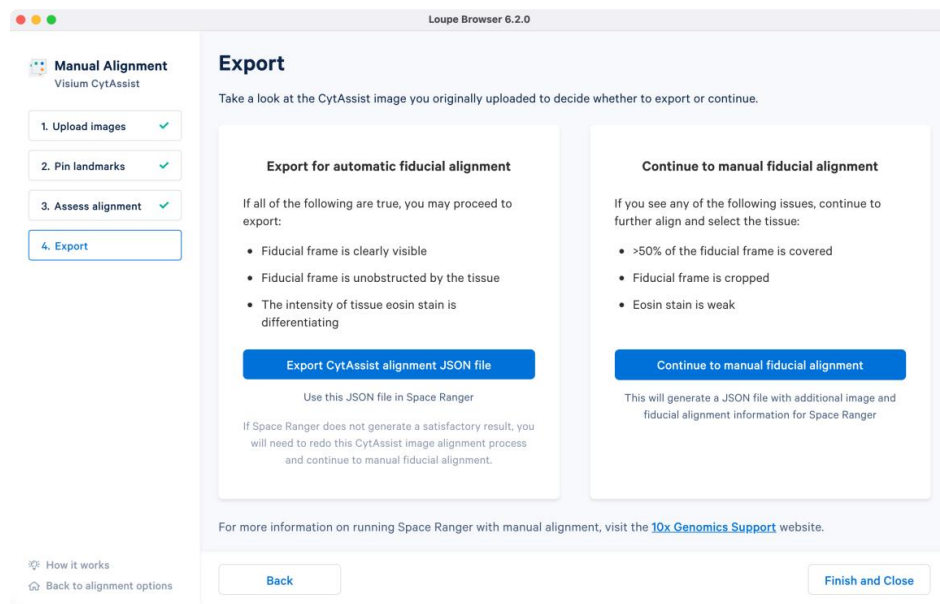 Loupe Browser 6.2.0
Manual Alignment
Visium CytAssist
1. Upload images
2. Pin landmarks
3. Assess alignment
4. Export
How it works
Back to alignment options
Export
Take a look at the CytAssist image you originally uploaded to decide whether to export or continue.
Export for automatic fiducial alignment
If all of the following are true, you may proceed to
export:
• Fiducial frame is clearly visible
• Fiducial frame is unobstructed by the tissue
• The intensity of tissue eosin stain is
differentiating
Export CytAssist alignment JSON file
Use this JSON file in Space Ranger
If Space Ranger does not generate a satisfactory result, you
will need to redo this CytAssist image alignment process
and continue to manual fiducial alignment.
Continue to manual fiducial alignment
If you see any of the following issues, continue to
further align and select the tissue:
• >50% of the fiducial frame is covered
• Fiducial frame is cropped
• Eosin stain is weak
Continue to manual fiducial alignment
This will generate a JSON file with additional image and
fiducial alignment information for Space Ranger
For more information on running Space Ranger with manual alignment, visit the 10x Genomics Support website.
Back
Finish and Close